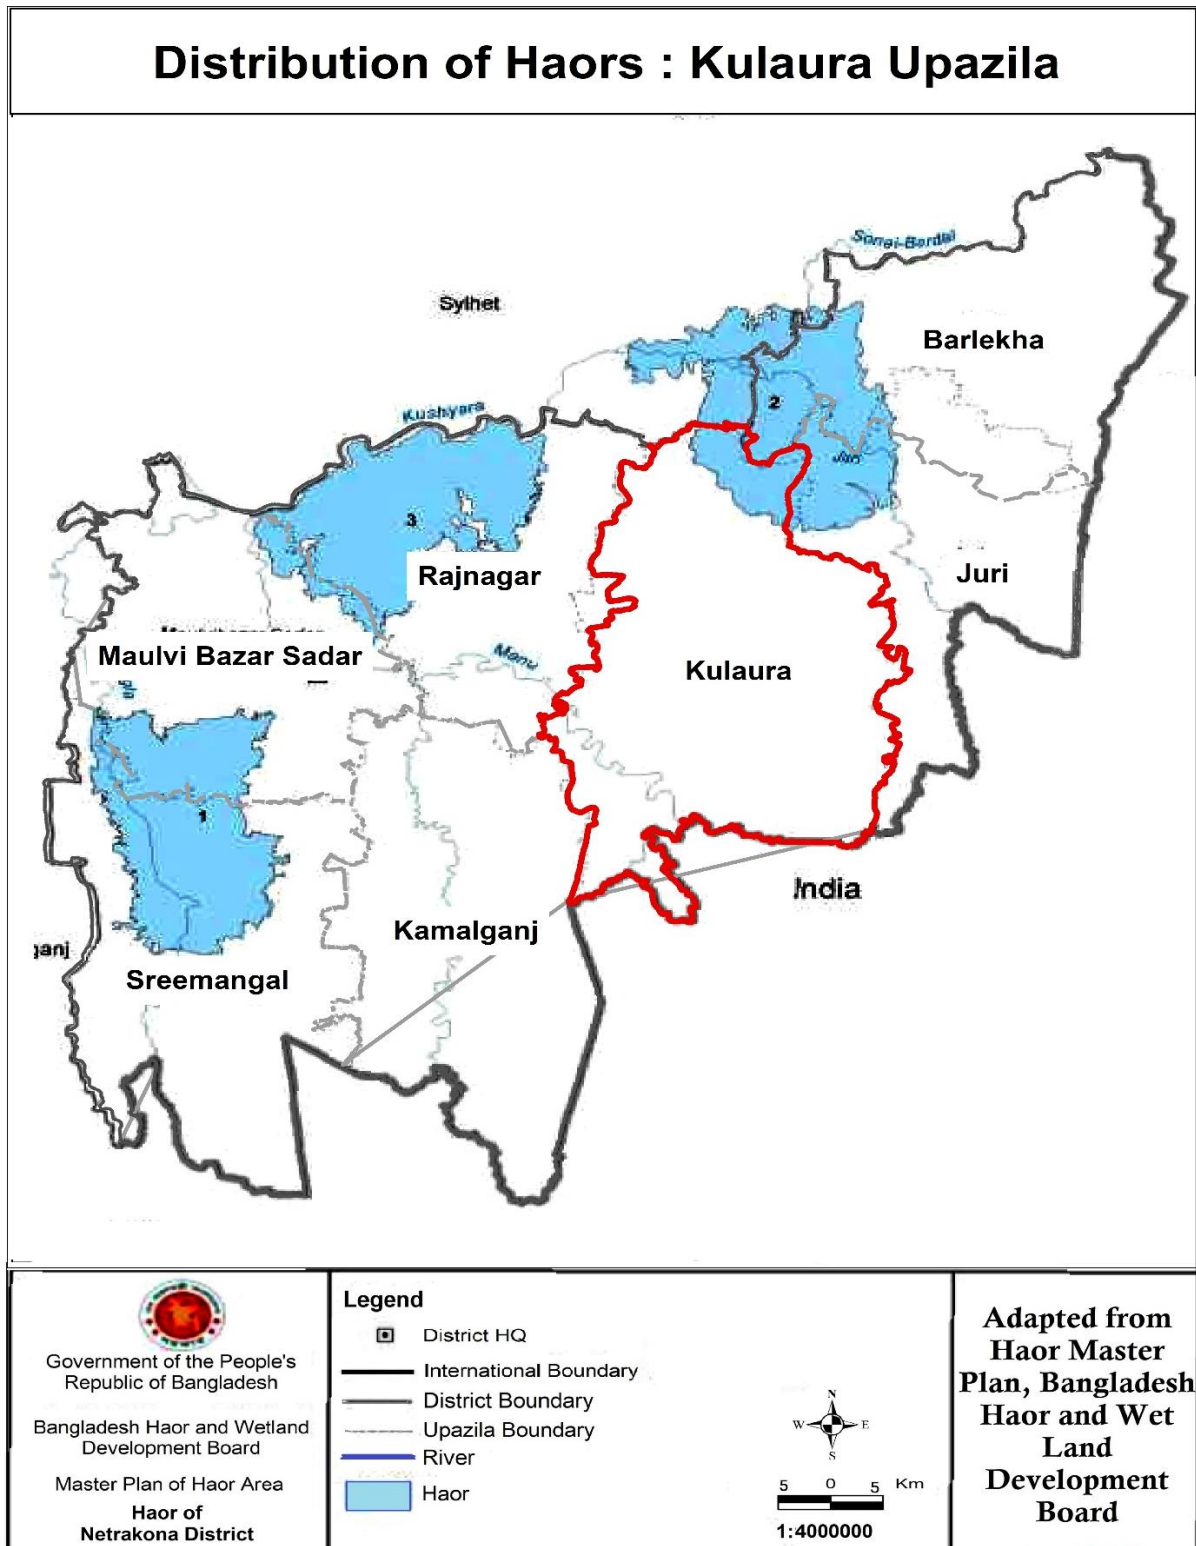 Distribution of Haors : Kulaura Upazila
Sylhet
Barlekha
2
Kushyara
3
Rajnagar
Juri
Maulvi Bazar Sadar
Manu
Kulaura
1
India
Kamalganj
ganj
Sreemangal
Government of the People's
Republic of Bangladesh
Bangladesh Haor and Wetland
Development Board
Master Plan of Haor Area
Haor of
Netrakona District
Legend
District HQ
International Boundary
District Boundary
Upazila Boundary
River
Haor
N
W E
S
5 0 5 Km
1:4000000
Adapted from
Haor Master
Plan, Bangladesh
Haor and Wet
Land
Development
Board